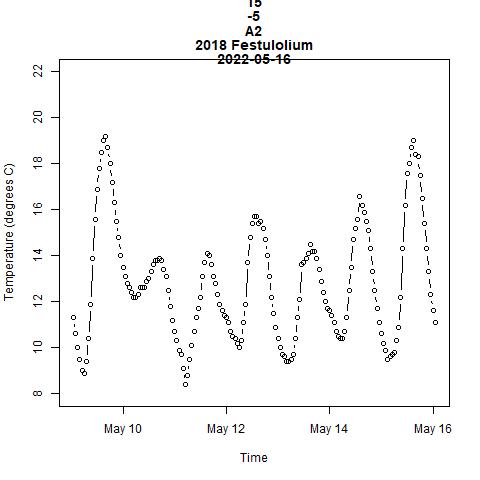 15
-5
A2
2018 Festulolium
2022-05-16
Temperature (degrees C)
22
20
18
16
14
12
10
8
May 10
May 12
May 14
May 16
Time